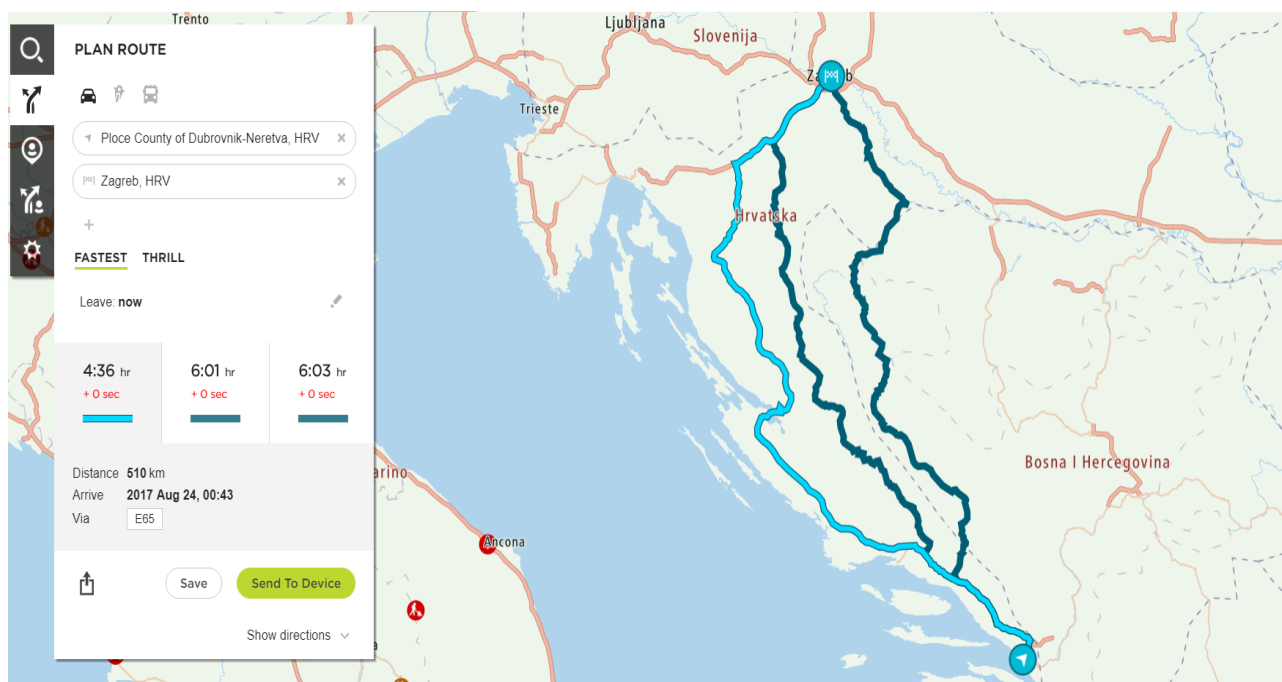 PLAN ROUTE
Ploce County of Dubrovnik-Neretva, HRV
Zagreb, HRV
FASTEST THRILL
Leave: now
4:36 hr 6:01 hr 6:03 hr
+ 0 sec + 0 sec + 0 sec
Distance 510 km
Arrive 2017 Aug 24, 00:43
Via E65
Save Send To Device
Show directions
Trento
Ljubljana
Slovenija
Trieste
Hrvatska
Bosna I Hercegovina
arino
Ancona